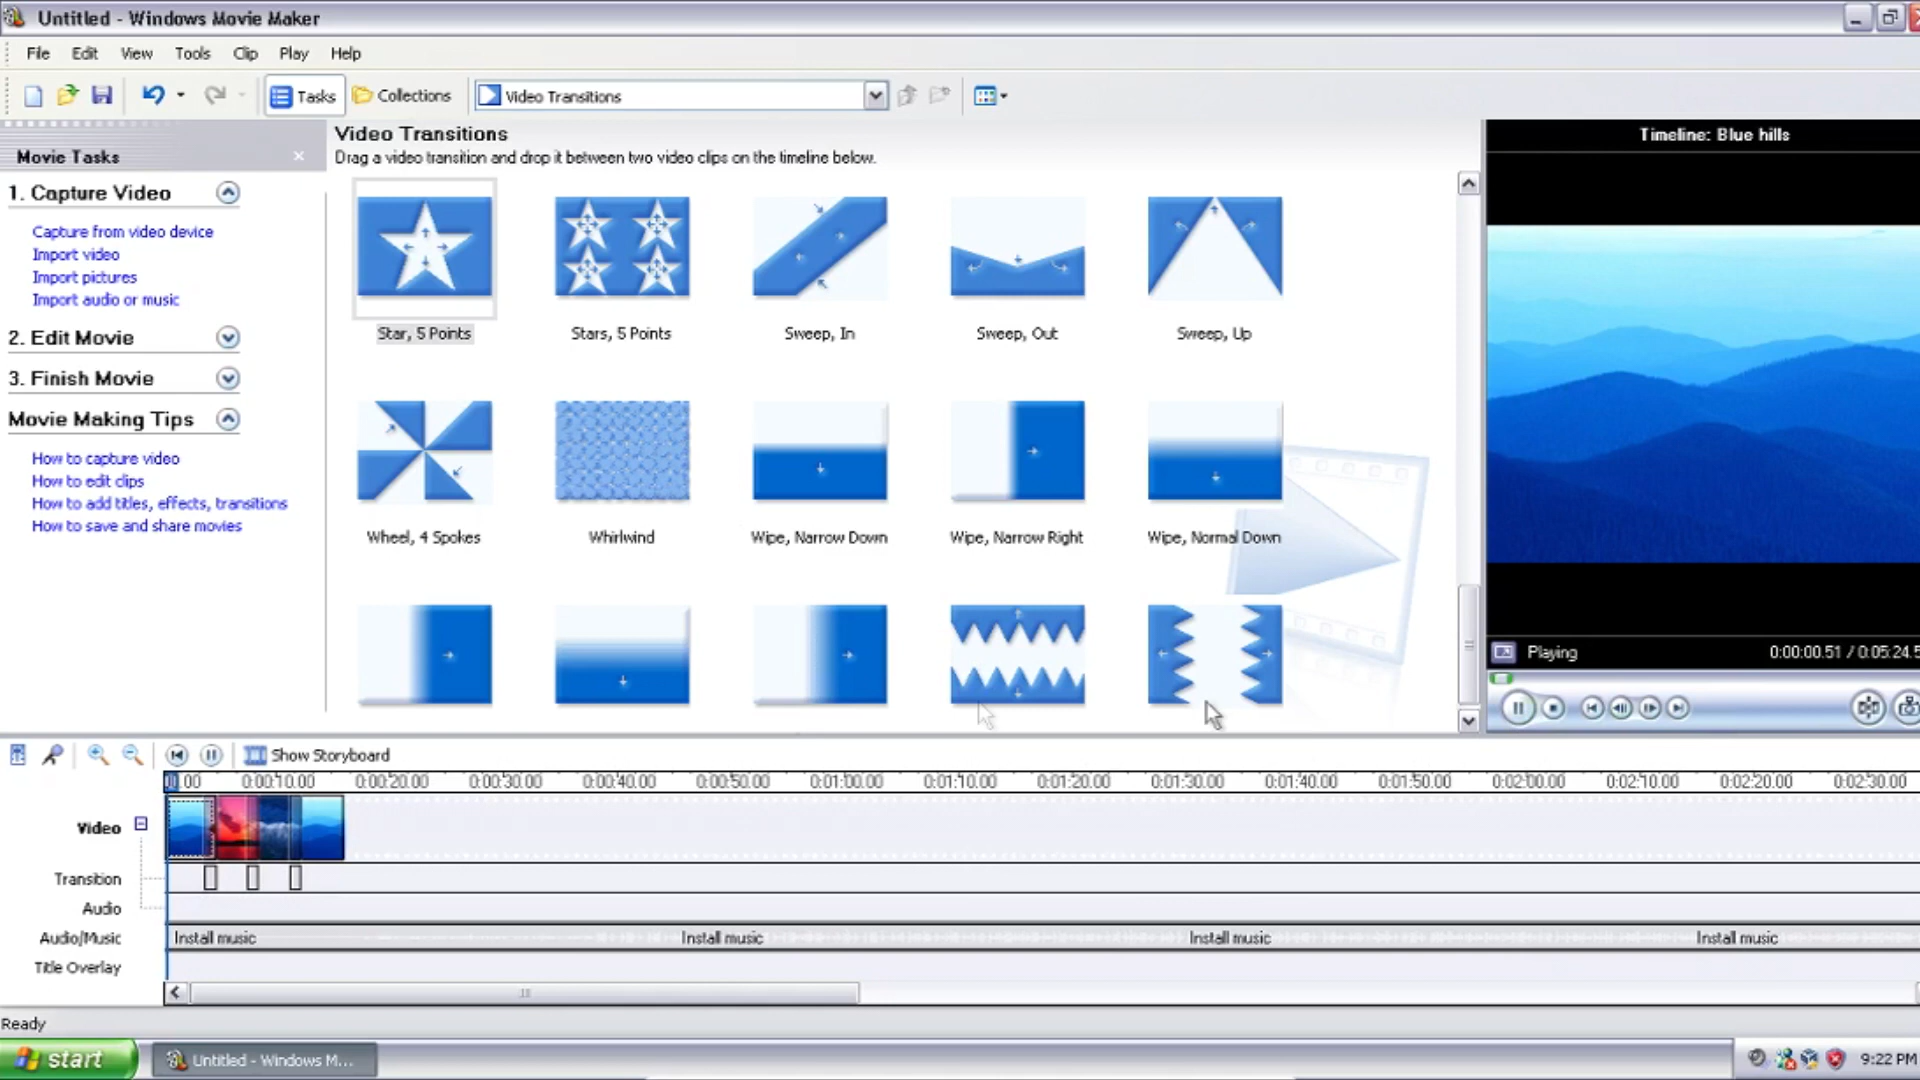 Untitled - Windows Movie Maker
File Edit View Tools Clip Play Help
Tasks Collections Video Transitions
Movie Tasks
1. Capture Video
Capture from video device
Import video
Import pictures
Import audio or music
2. Edit Movie
3. Finish Movie
Movie Making Tips
How to capture video
How to edit clips
How to add titles, effects, transitions
How to save and share movies
Video Transitions
Drag a video transition and drop it between two video clips on the timeline below.
Star, 5 Points Stars, 5 Points Sweep, In Sweep, Out Sweep, Up
Wheel, 4 Spokes Whirlwind Wipe, Narrow Down Wipe, Narrow Right Wipe, Normal Down
Timeline: Blue hills
Playing 0:00:00.51 / 0:05:24.5
Show Storyboard
00 0:00:10.00 0:00:20.00 0:00:30.00 0:00:40.00 0:00:50.00 0:01:00.00 0:01:10.00 0:01:20.00 0:01:30.00 0:01:40.00 0:01:50.00 0:02:00.00 0:02:10.00 0:02:20.00 0:02:30.00
Video
Transition
Audio
Audio/Music Install music Install music Install music Install music
Title Overlay
Ready
start Untitled - Windows M... 9:22 PM